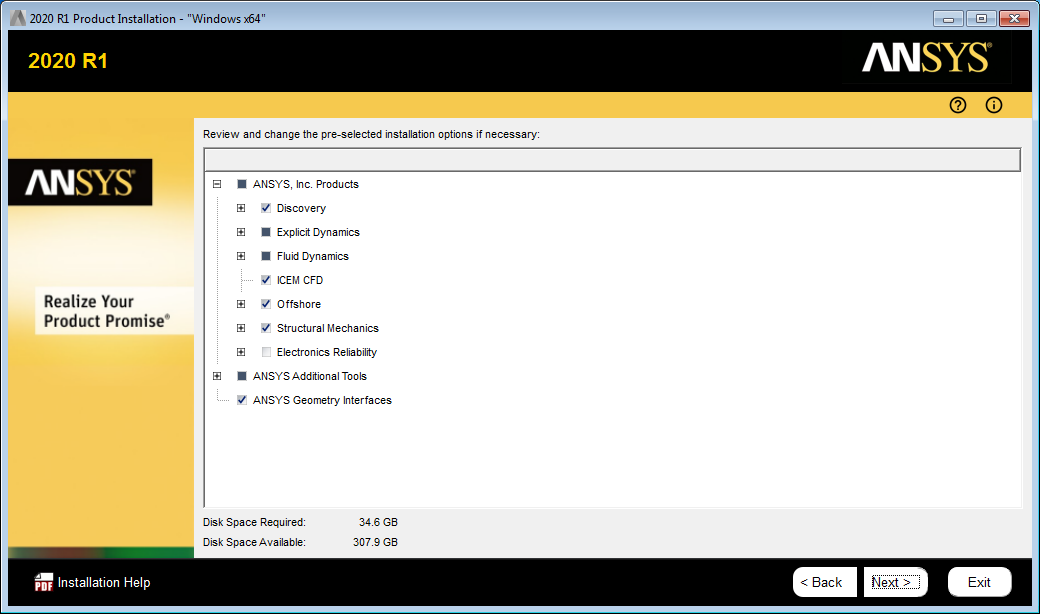 2020 R1 Product Installation - "Windows x64"
2020 R1
ANSYS®
Review and change the pre-selected installation options if necessary:
ANSYS®
ANSYS, Inc. Products
Discovery
Explicit Dynamics
Fluid Dynamics
ICEM CFD
Offshore
Structural Mechanics
Electronics Reliability
ANSYS Additional Tools
ANSYS Geometry Interfaces
Realize Your
Product Promise®
Disk Space Required: 34.6 GB
Disk Space Available: 307.9 GB
PDF Installation Help
< Back Next > Exit